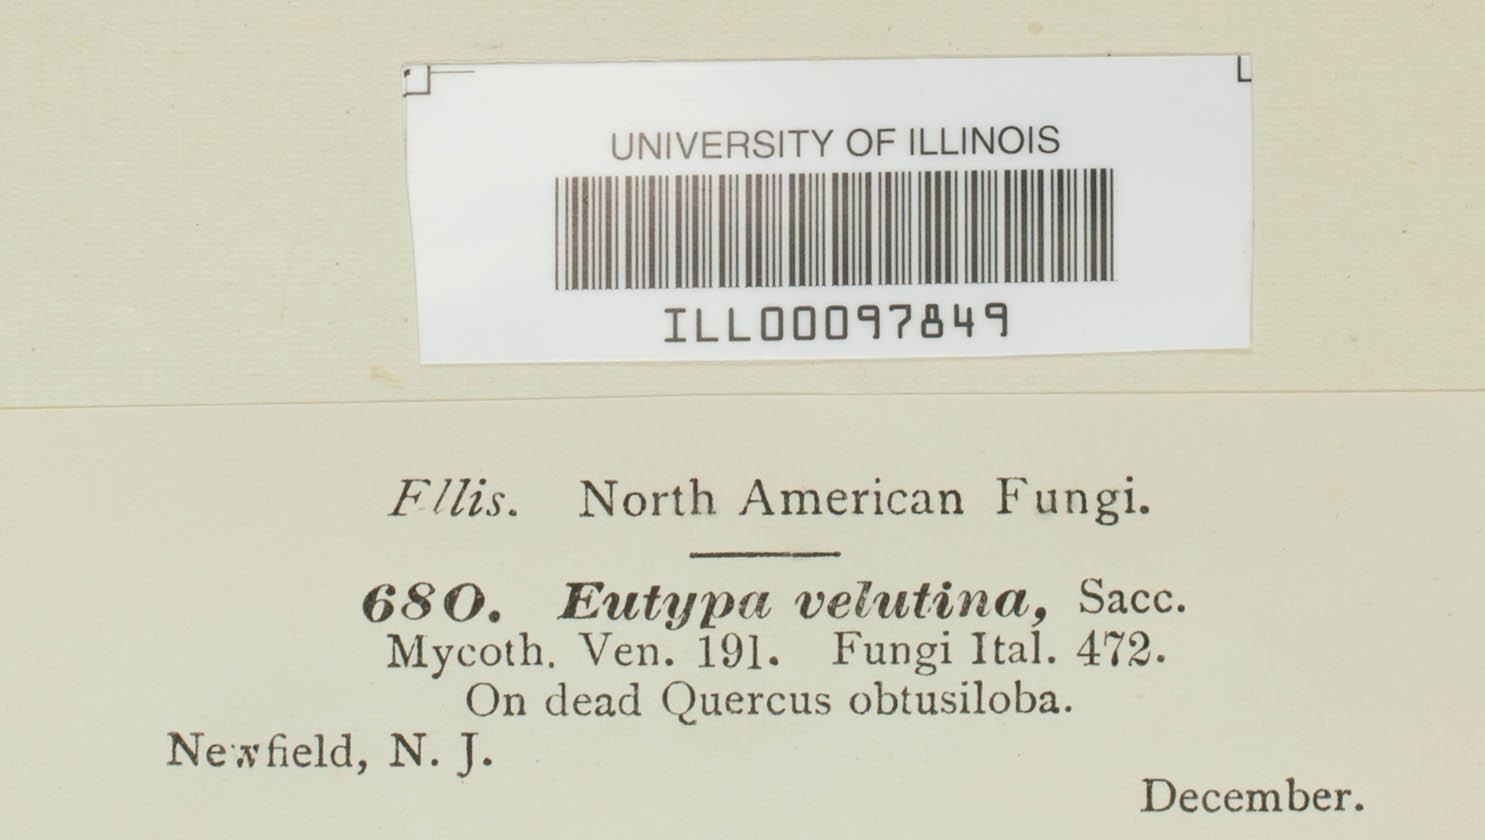 UNIVERSITY OF ILLINOIS
ILL00097849
Ellis. North American Fungi.
680. Eutypa velutina, Sacc.
Mycoth. Ven. 191. Fungi Ital. 472.
On dead Quercus obtusiloba.
Newfield, N. J.
December.